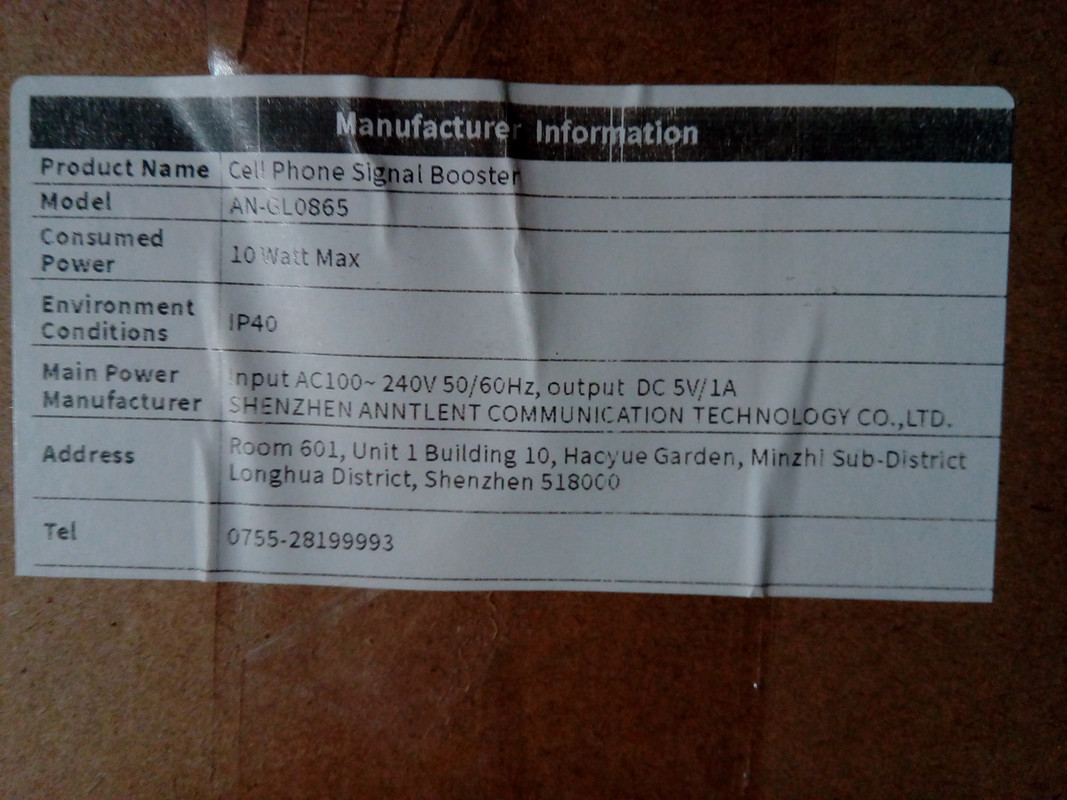 Manufacturer Information
Product Name Cell Phone Signal Booster
Model AN-GL0865
Consumed Power 10 Watt Max
Environment Conditions IP40
Main Power Input AC100~ 240V 50/60Hz, output DC 5V/1A
Manufacturer SHENZHEN ANNTLENT COMMUNICATION TECHNOLOGY CO.,LTD.
Address Room 601, Unit 1 Building 10, Hacyue Garden, Minzhi Sub-District
Longhua District, Shenzhen 518000
Tel 0755-28199993